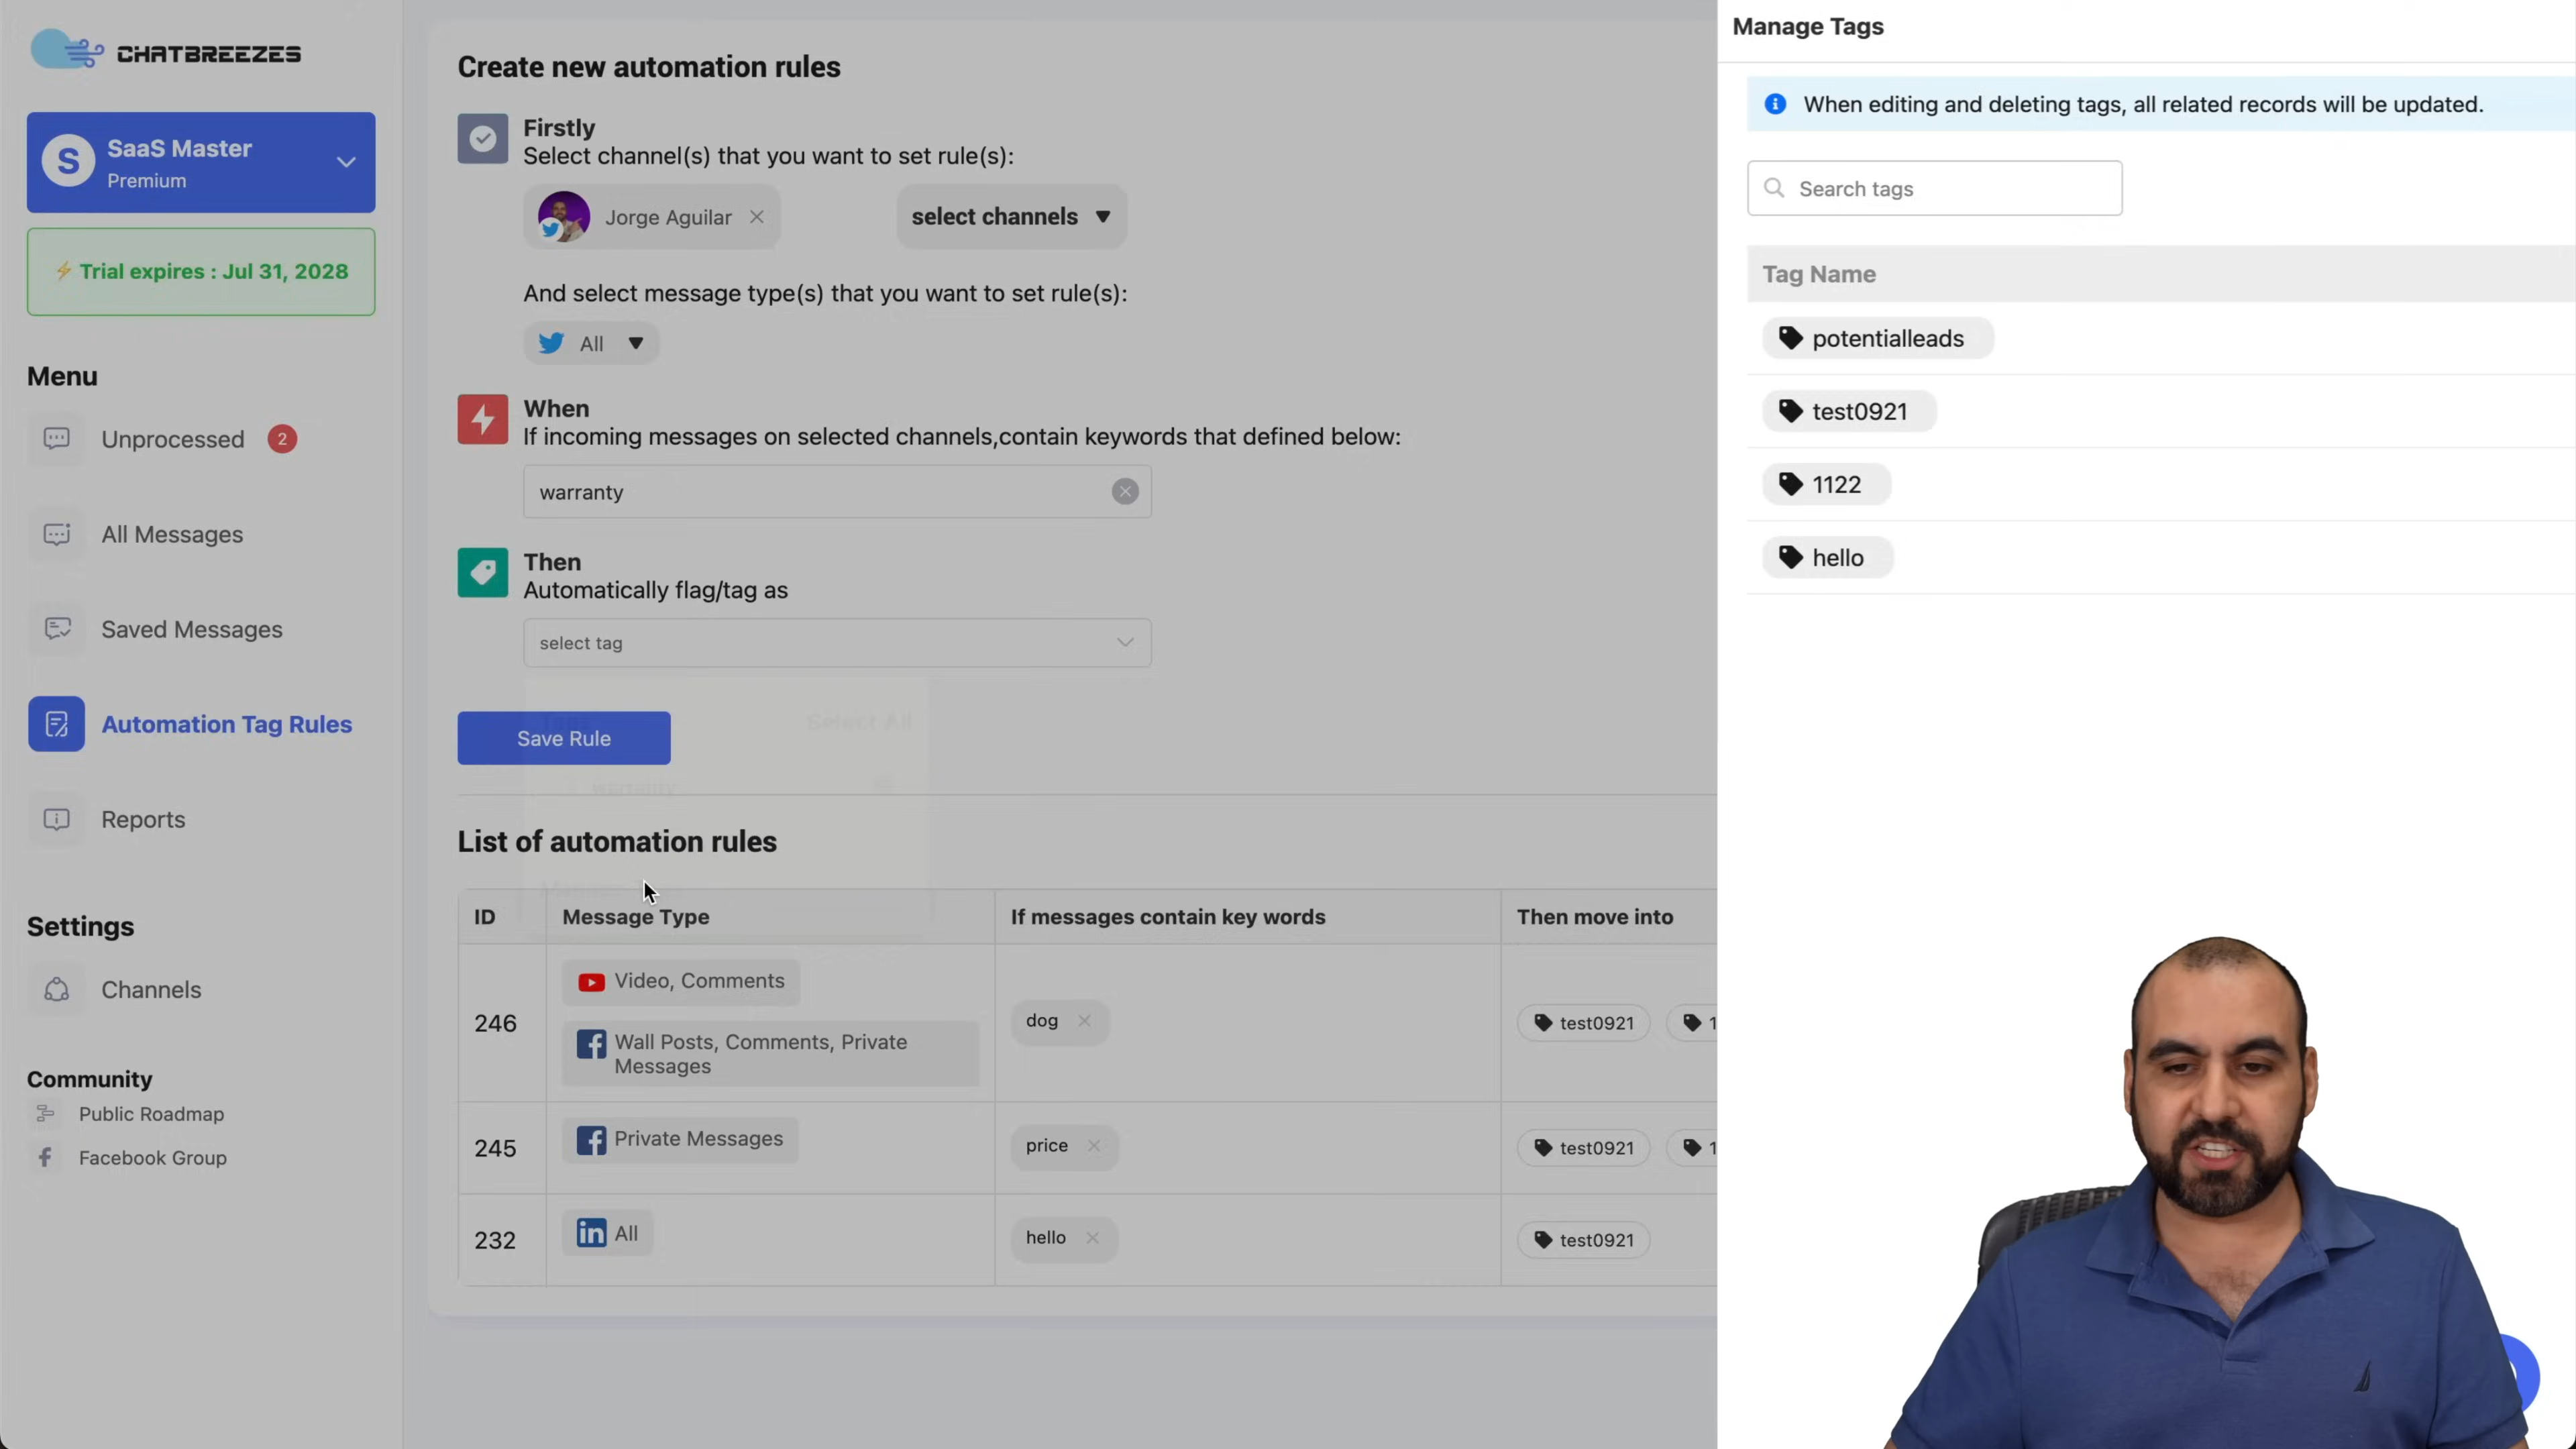 CHATBREEZES
S
SaaS Master
Premium
Trial expires : Jul 31, 2028
Menu
Unprocessed 2
All Messages
Saved Messages
Automation Tag Rules
Reports
Settings
Channels
Community
Public Roadmap
Facebook Group
Create new automation rules
Firstly
Select channel(s) that you want to set rule(s):
Jorge Aguilar
select channels
And select message type(s) that you want to set rule(s):
All
When
If incoming messages on selected channels,contain keywords that defined below:
warranty
Then
Automatically flag/tag as
select tag
Select All
Save Rule
warranty
List of automation rules
ID Message Type If messages contain key words Then move into
246 Video, Comments dog test0921 1
Wall Posts, Comments, Private
Messages
245 Private Messages price test0921 1
232 All hello test0921
Manage Tags
When editing and deleting tags, all related records will be updated.
Search tags
Tag Name
potentialleads
test0921
1122
hello